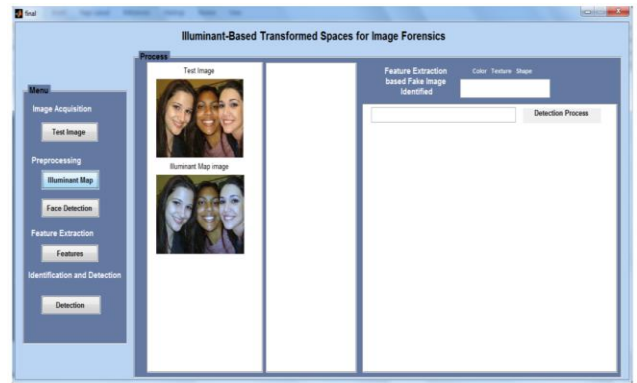 final
Illuminant-Based Transformed Spaces for Image Forensics
Menu
Image Acquisition
Test Image
Preprocessing
Illuminant Map
Face Detection
Feature Extraction
Features
Identification and Detection
Detection
Process
Test Image
Illuminant Map image
Feature Extraction
based Fake Image
Identified
Color Texture Shape
Detection Process